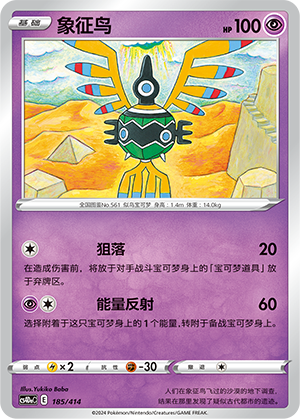 基础 象征鸟 HP 100
全国图鉴No.561 似鸟宝可梦 身高：1.4m 体重：14.0kg
狙落 20
在造成伤害前，将放于对手战斗宝可梦身上的「宝可梦道具」放
于弃牌区。
能量反射 60
选择附着于这只宝可梦身上的1个能量，转附于备战宝可梦身上。
弱点 ×2 抗性 -30 撤退
Illus.Yukiko Baba
E 185/414
人们在象征鸟飞过的沙漠的地下调查，
结果在那里发现了疑似古代都市的遗迹。
©2024 Pokémon/Nintendo/Creatures/GAME FREAK.